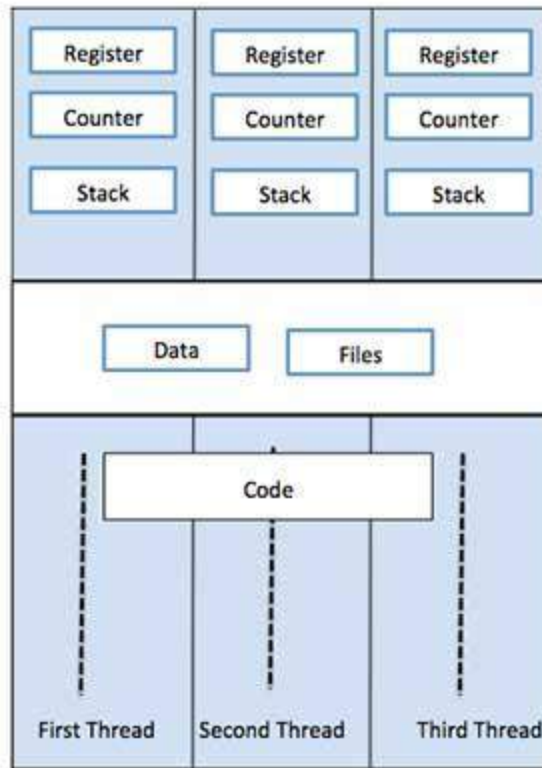 Register Register Register
Counter Counter Counter
Stack Stack Stack
Data Files
Code
First Thread Second Thread Third Thread